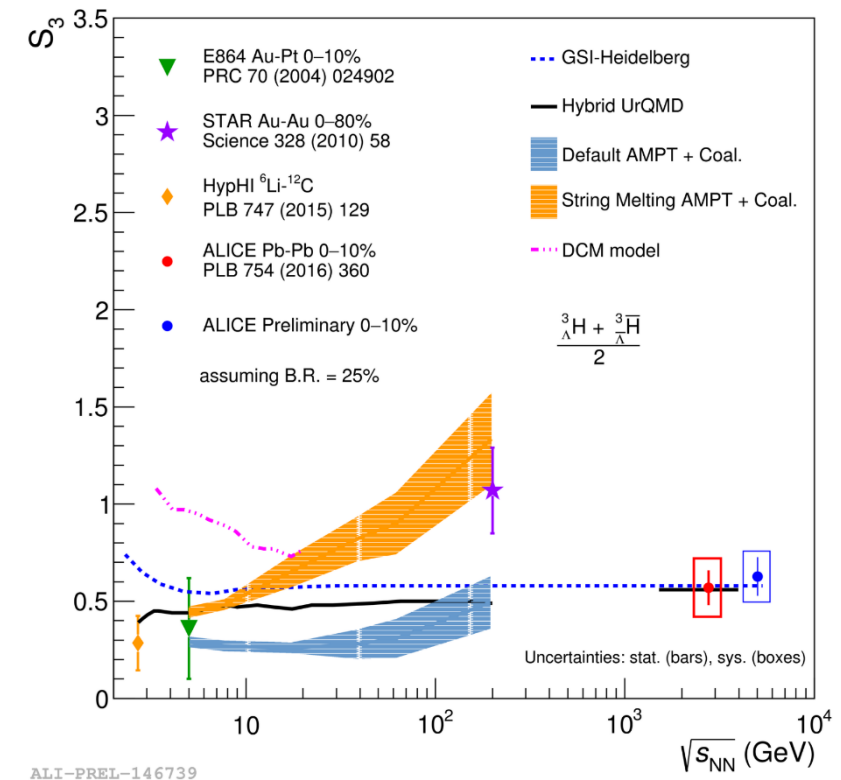 S₃
3.5
3
2.5
2
1.5
1
0.5
0
E864 Au-Pt 0–10%
PRC 70 (2004) 024902
STAR Au-Au 0–80%
Science 328 (2010) 58
HypHI ⁶Li-¹²C
PLB 747 (2015) 129
ALICE Pb-Pb 0–10%
PLB 754 (2016) 360
ALICE Preliminary 0–10%
assuming B.R. = 25%
GSI-Heidelberg
Hybrid UrQMD
Default AMPT + Coal.
String Melting AMPT + Coal.
DCM model
³_ΛH + ³_Λ̅H̅
2
Uncertainties: stat. (bars), sys. (boxes)
10
10²
10³
10⁴
√s_NN (GeV)
ALI-PREL-146739